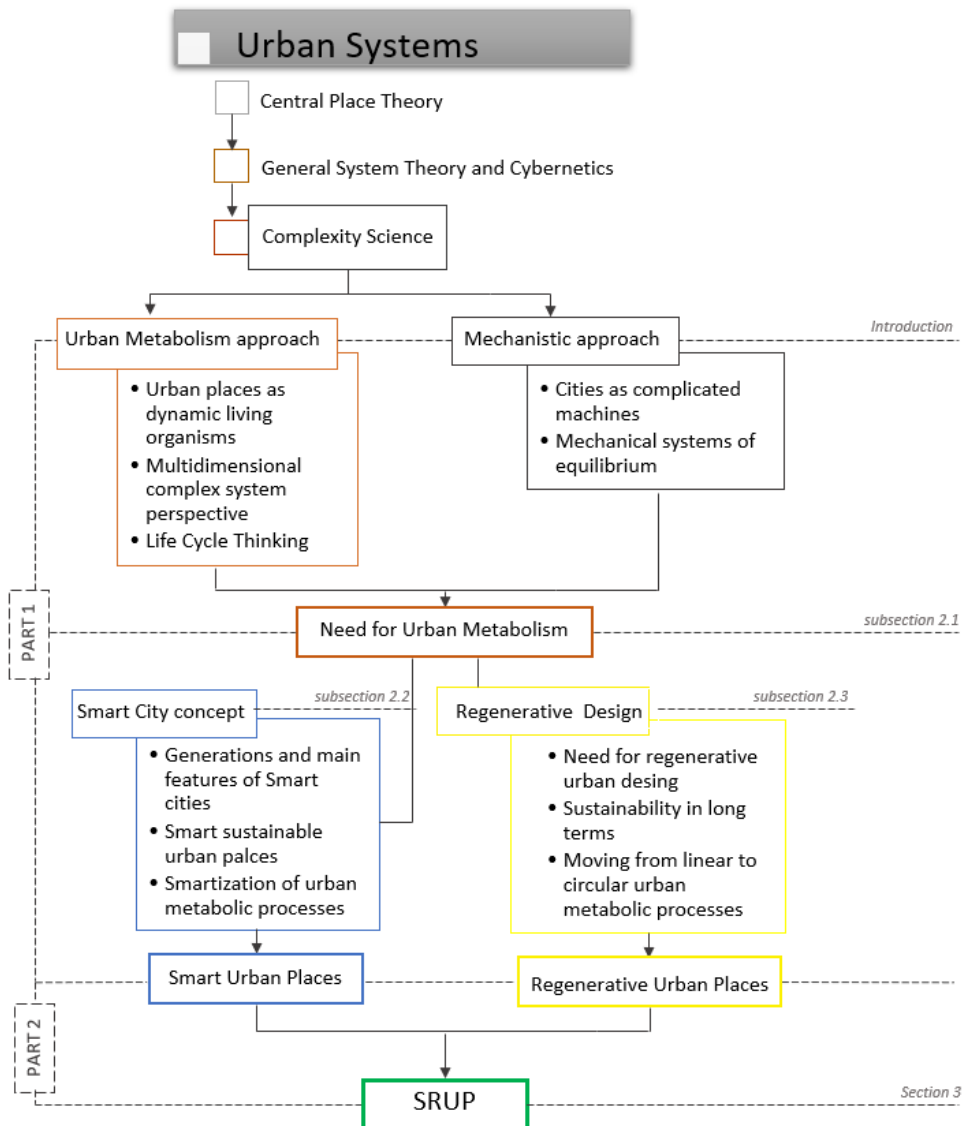 Urban Systems
Central Place Theory
General System Theory and Cybernetics
Complexity Science
Introduction
Urban Metabolism approach
Mechanistic approach
• Urban places as
dynamic living
organisms
• Multidimensional
complex system
perspective
• Life Cycle Thinking
• Cities as complicated
machines
• Mechanical systems of
equilibrium
PART 1
Need for Urban Metabolism
subsection 2.1
subsection 2.2
Smart City concept
subsection 2.3
Regenerative Design
• Generations and main
features of Smart
cities
• Smart sustainable
urban palces
• Smartization of urban
metabolic processes
• Need for regenerative
urban desing
• Sustainability in long
terms
• Moving from linear to
circular urban
metabolic processes
Smart Urban Places
Regenerative Urban Places
PART 2
SRUP
Section 3